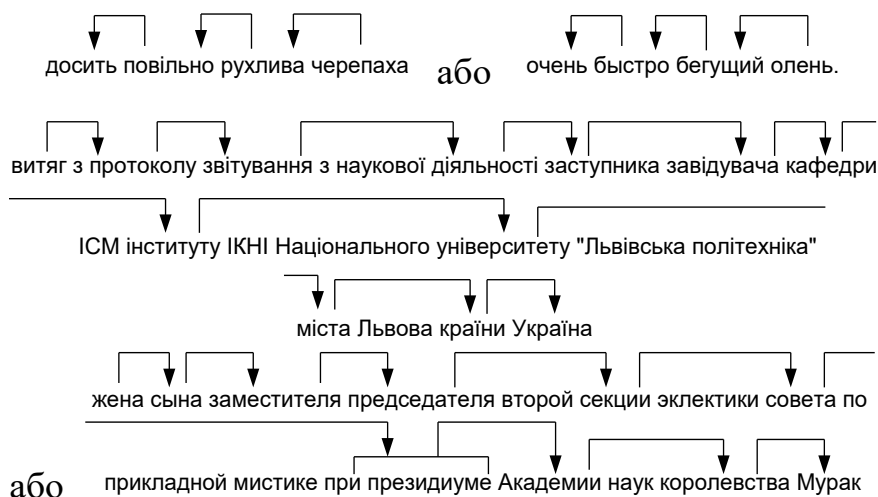 досить повільно рухлива черепаха або очень быстро бегущий олень.
витяг з протоколу звітування з наукової діяльності заступника завідувача кафедри
ІСМ інституту ІКНІ Національного університету "Львівська політехніка"
міста Львова країни Україна
жена сына заместителя председателя второй секции эклектики совета по
або прикладной мистике при президиуме Академии наук королевства Мурак